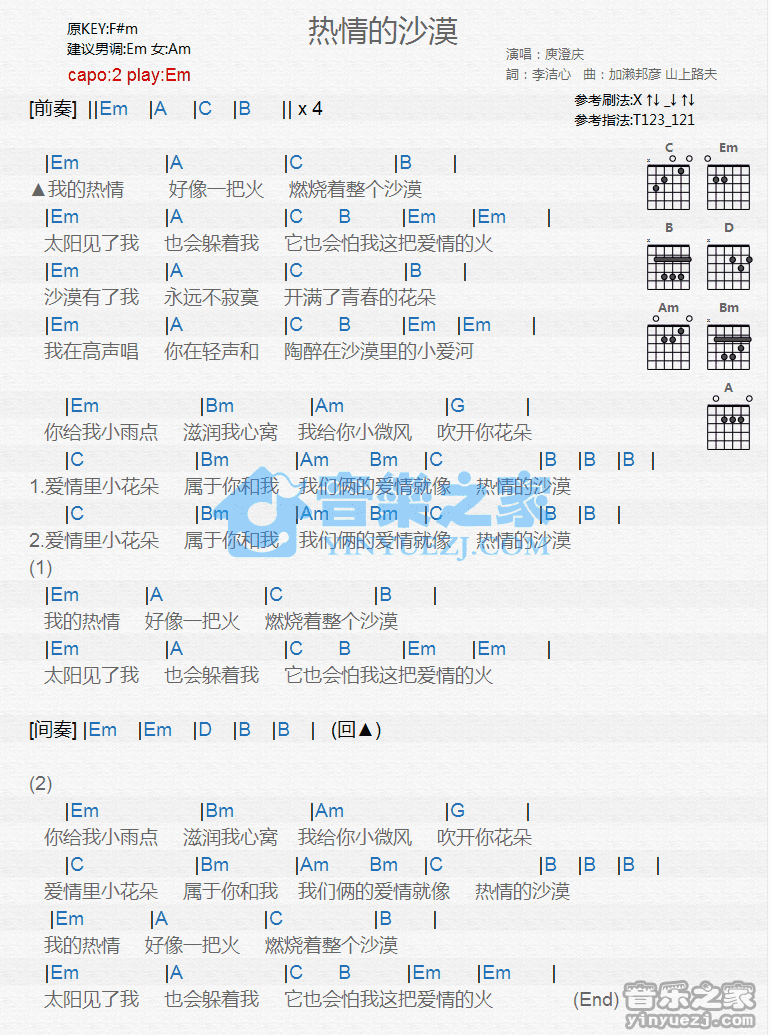 热情的沙漠
原KEY:F#m
建议男调:Em 女:Am
capo:2 play:Em
演唱：庾澄庆
詞：李洁心 曲：加濑邦彦 山上路夫
参考刷法:X ↑↓ _↓ ↑↓
参考指法:T123_121
[前奏] ||Em |A |C |B || x 4
|Em |A |C |B |
▲我的热情 好像一把火 燃烧着整个沙漠
|Em |A |C B |Em |Em |
太阳见了我 也会躲着我 它也会怕我这把爱情的火
|Em |A |C |B |
沙漠有了我 永远不寂寞 开满了青春的花朵
|Em |A |C B |Em |Em |
我在高声唱 你在轻声和 陶醉在沙漠里的小爱河
C Em
x
B D
x x
Am Bm
x
A
|Em |Bm |Am |G |
你给我小雨点 滋润我心窝 我给你小微风 吹开你花朵
|C |Bm |Am Bm |C |B |B |B |
1.爱情里小花朵 属于你和我 我们俩的爱情就像 热情的沙漠
|C |Bm |Am Bm |C |B |B |
2.爱情里小花朵 属于你和我 我们俩的爱情就像 热情的沙漠
音樂之家
YINYUEZJ.COM
(1)
|Em |A |C |B |
我的热情 好像一把火 燃烧着整个沙漠
|Em |A |C B |Em |Em |
太阳见了我 也会躲着我 它也会怕我这把爱情的火
[间奏] |Em |Em |D |B |B | (回▲)
(2)
|Em |Bm |Am |G |
你给我小雨点 滋润我心窝 我给你小微风 吹开你花朵
|C |Bm |Am Bm |C |B |B |B |
爱情里小花朵 属于你和我 我们俩的爱情就像 热情的沙漠
|Em |A |C |B |
我的热情 好像一把火 燃烧着整个沙漠
|Em |A |C B |Em |Em |
太阳见了我 也会躲着我 它也会怕我这把爱情的火 (End)
音乐之家
yinyuezj.com